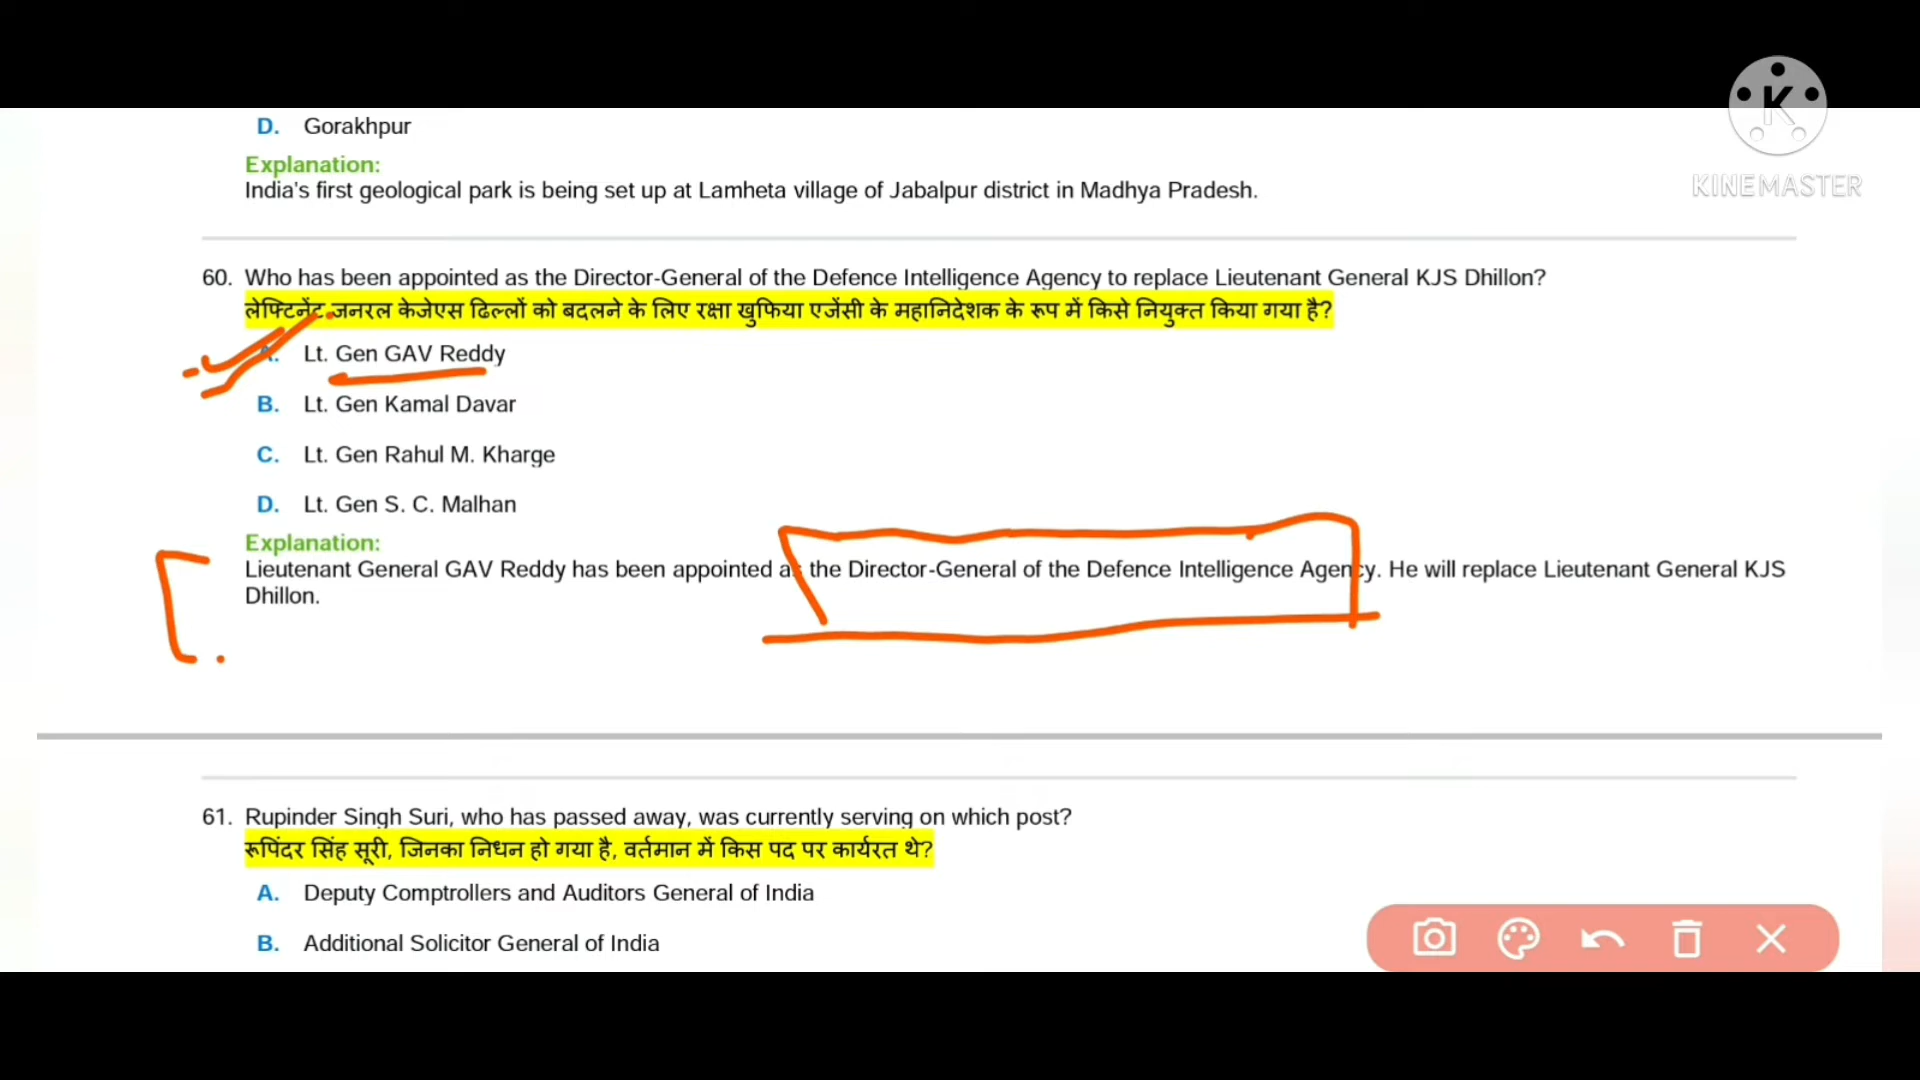 D. Gorakhpur
Explanation:
India's first geological park is being set up at Lamheta village of Jabalpur district in Madhya Pradesh.
60. Who has been appointed as the Director-General of the Defence Intelligence Agency to replace Lieutenant General KJS Dhillon?
लेफ्टिनेंट जनरल केजेएस ढिल्लों को बदलने के लिए रक्षा खुफिया एजेंसी के महानिदेशक के रूप में किसे नियुक्त किया गया है?
A. Lt. Gen GAV Reddy
B. Lt. Gen Kamal Davar
C. Lt. Gen Rahul M. Kharge
D. Lt. Gen S. C. Malhan
Explanation:
Lieutenant General GAV Reddy has been appointed as the Director-General of the Defence Intelligence Agency. He will replace Lieutenant General KJS
Dhillon.
61. Rupinder Singh Suri, who has passed away, was currently serving on which post?
रूपिंदर सिंह सूरी, जिनका निधन हो गया है, वर्तमान में किस पद पर कार्यरत थे?
A. Deputy Comptrollers and Auditors General of India
B. Additional Solicitor General of India
K
KINEMASTER